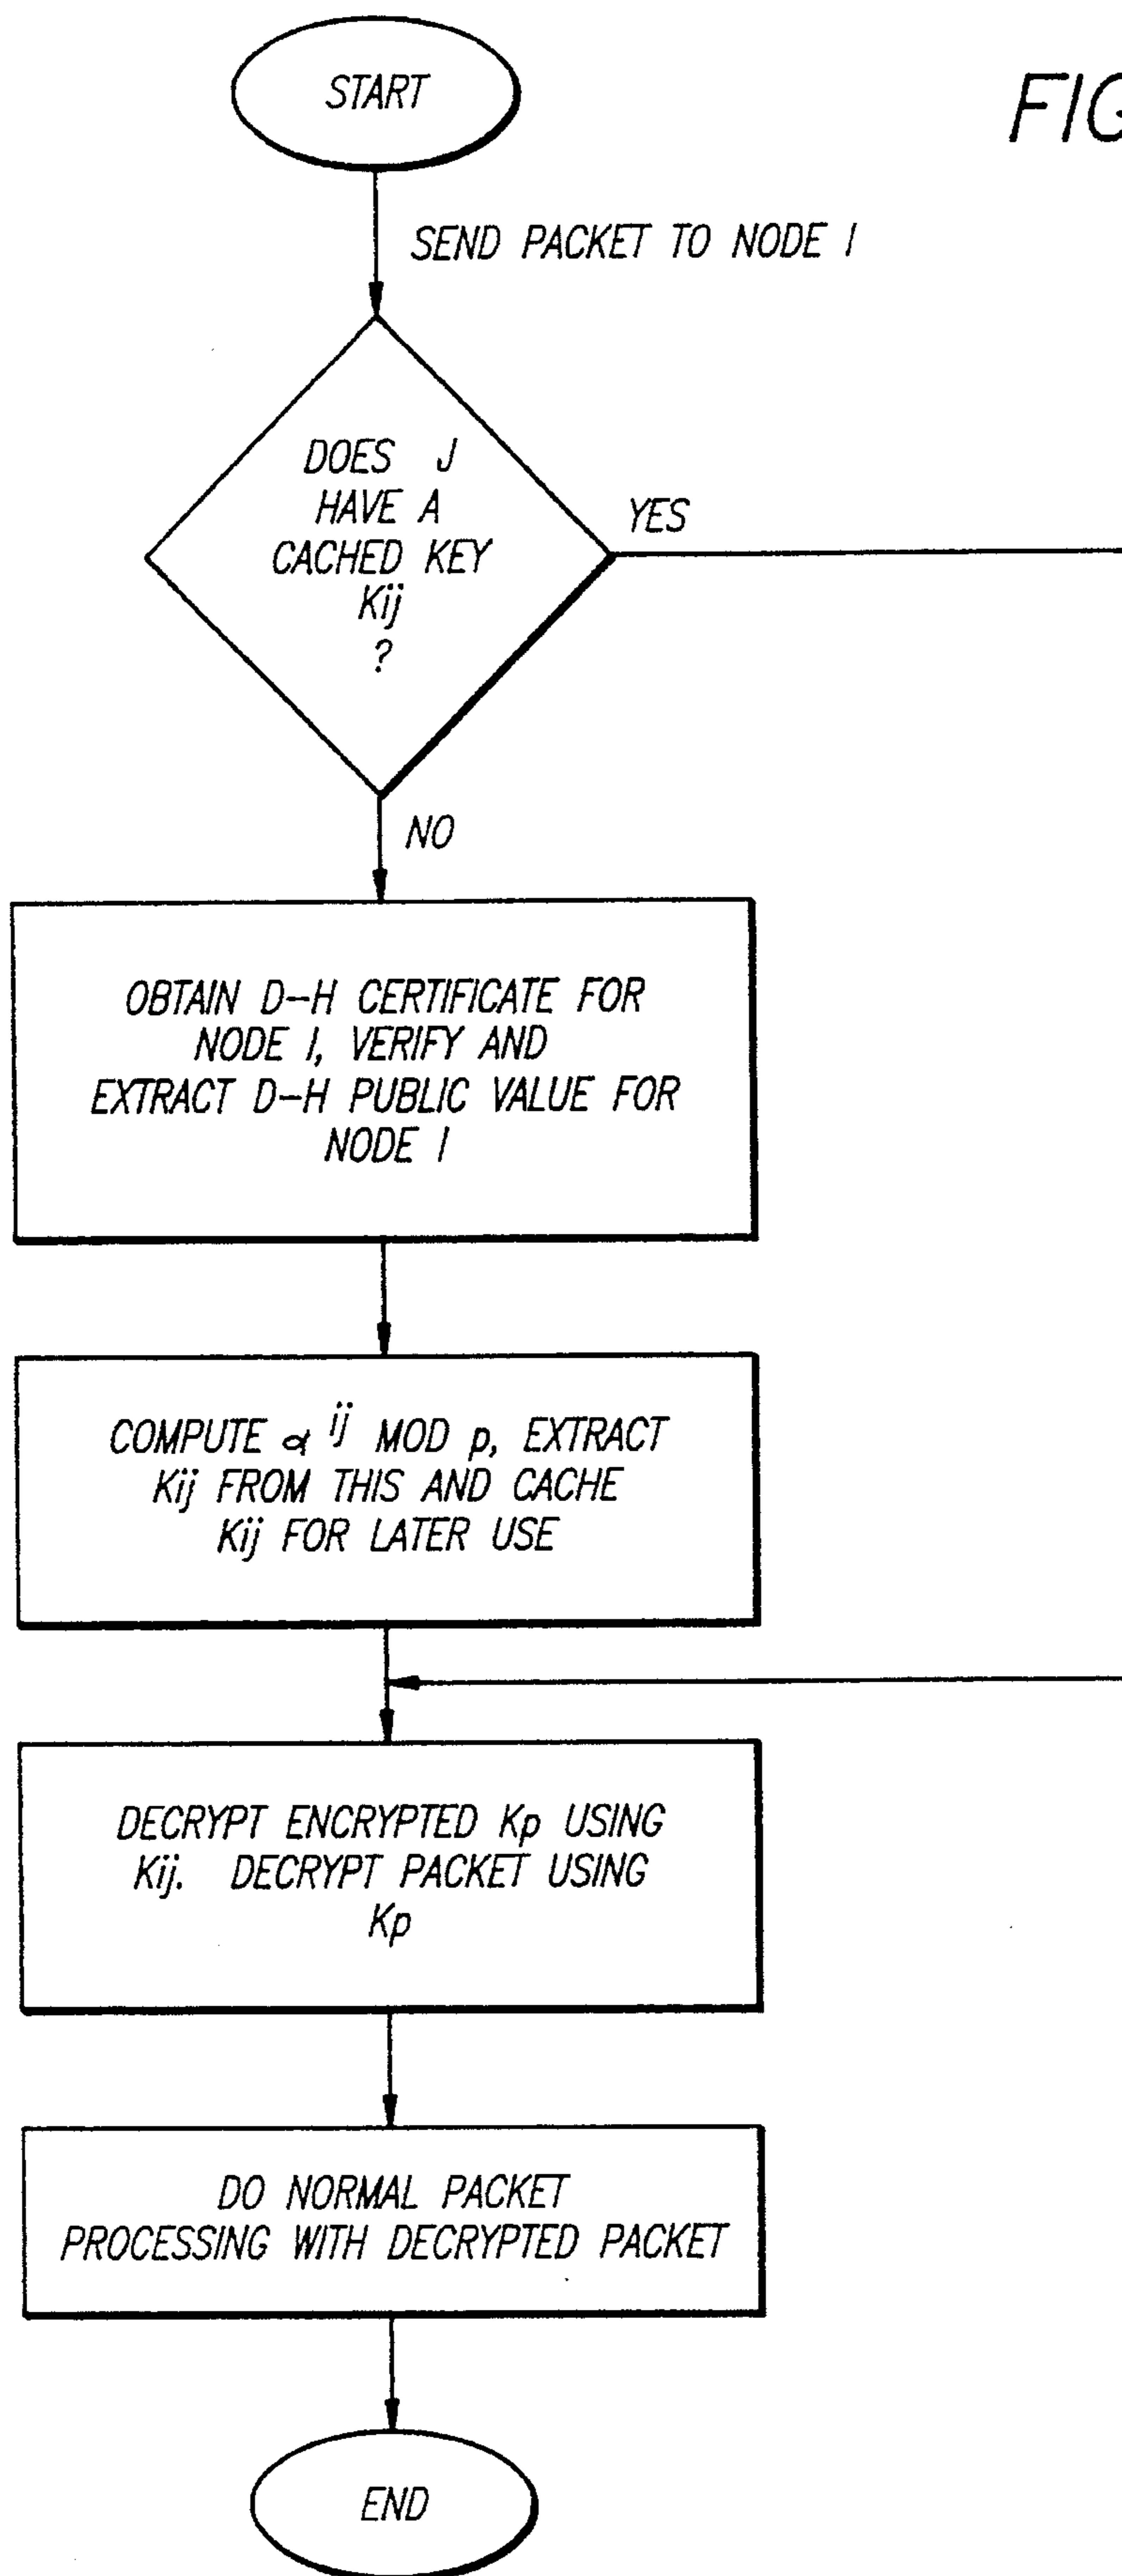 START
FIG
SEND PACKET TO NODE I
DOES J
HAVE A
CACHED KEY
Kij
?
YES
NO
OBTAIN D-H CERTIFICATE FOR
NODE I, VERIFY AND
EXTRACT D-H PUBLIC VALUE FOR
NODE I
COMPUTE α ij MOD p, EXTRACT
Kij FROM THIS AND CACHE
Kij FOR LATER USE
DECRYPT ENCRYPTED Kp USING
Kij. DECRYPT PACKET USING
Kp
DO NORMAL PACKET
PROCESSING WITH DECRYPTED PACKET
END